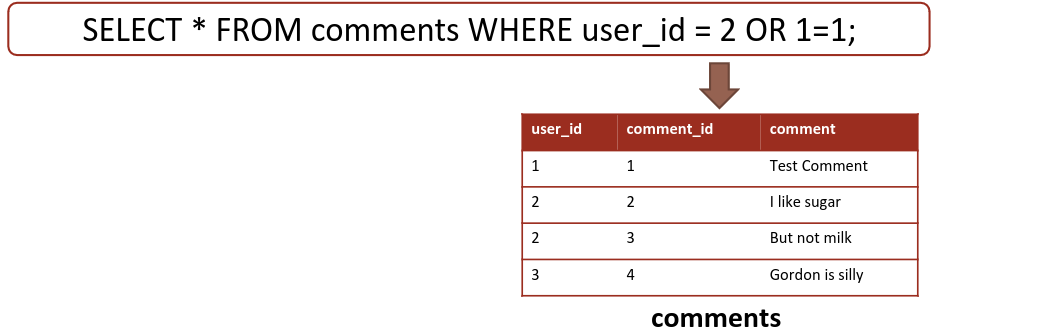 SELECT * FROM comments WHERE user_id = 2 OR 1=1;
user_id comment_id comment
1 1 Test Comment
2 2 I like sugar
2 3 But not milk
3 4 Gordon is silly
comments